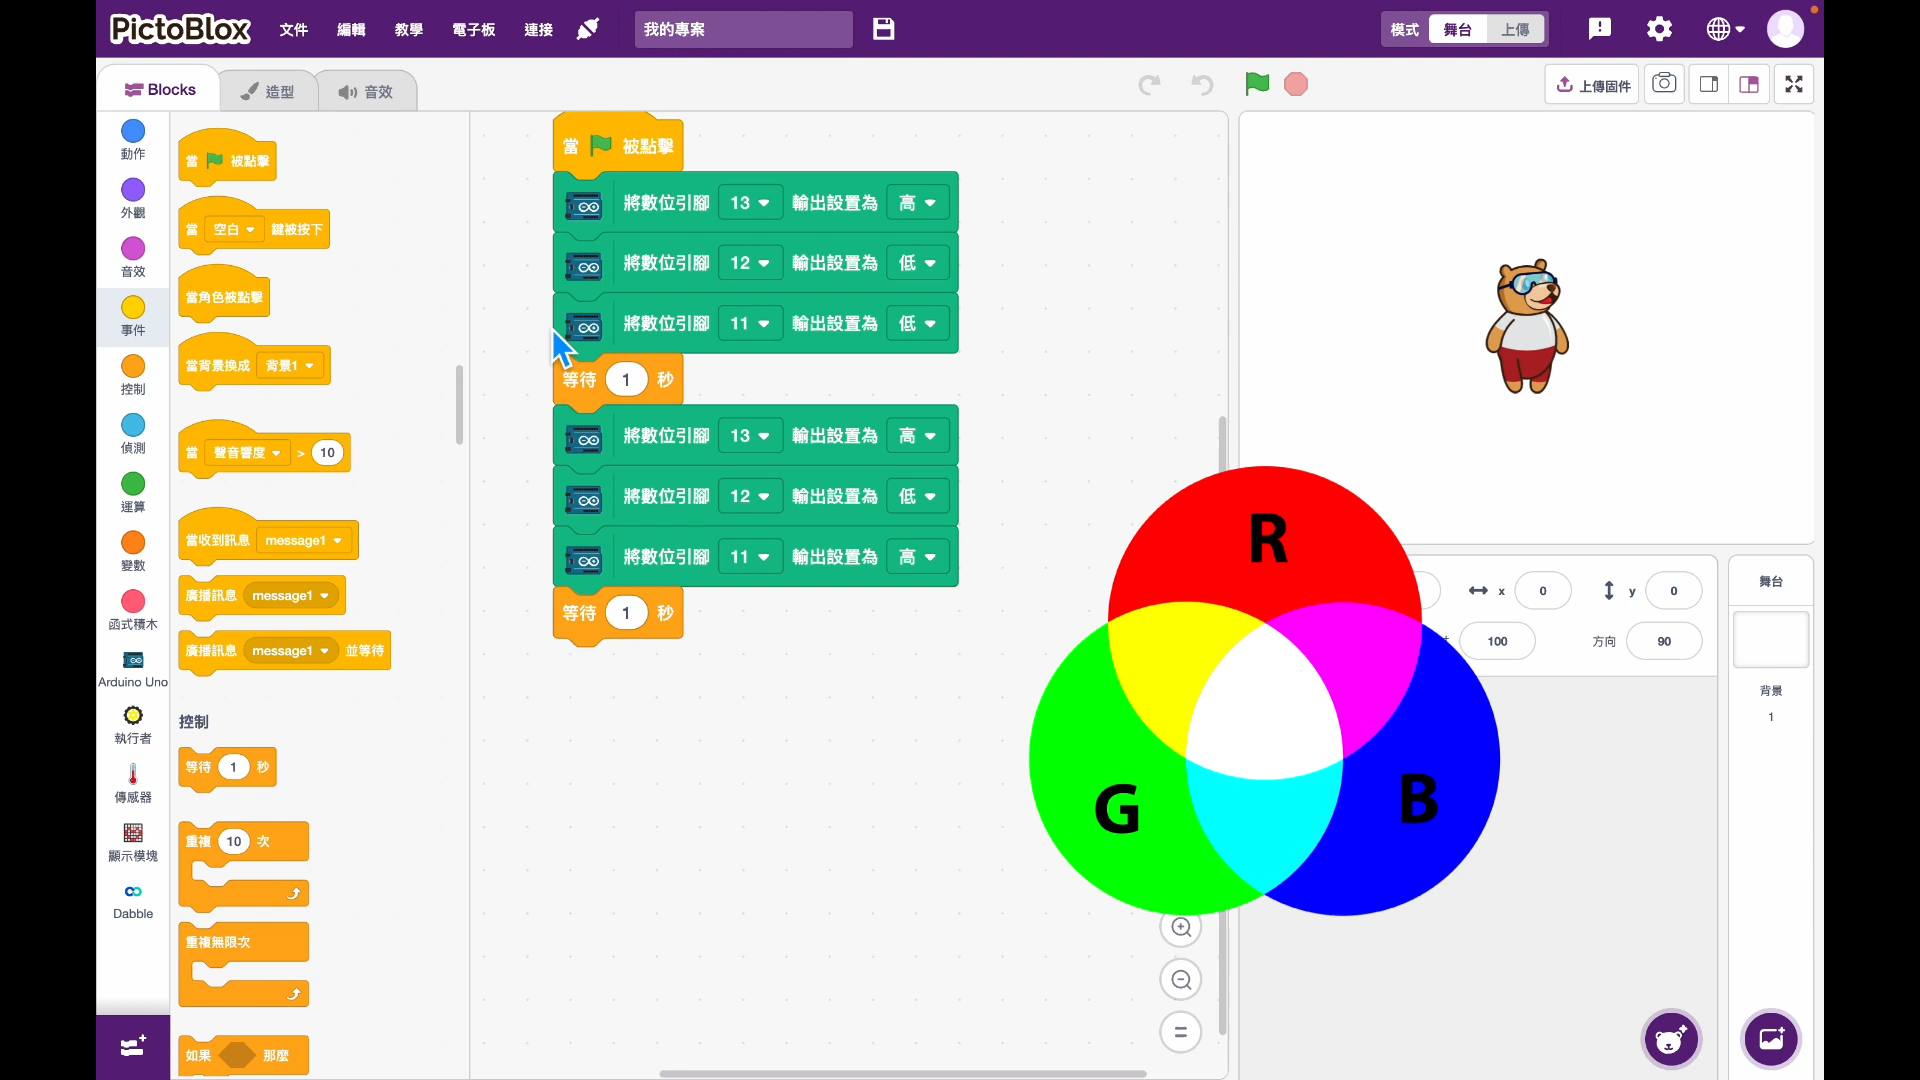 PictoBlox 文件 編輯 教學 電子板 連接 我的專案 模式 舞台 上傳
Blocks 造型 音效 上傳固件
動作
外觀
音效
事件
控制
偵測
運算
變數
函式積木
Arduino Uno
執行者
傳感器
顯示模塊
Dabble
當 被點擊
當 空白 鍵被按下
當角色被點擊
當背景換成 背景1
當 聲音響度 > 10
當收到訊息 message1
廣播訊息 message1
廣播訊息 message1 並等待
控制
等待 1 秒
重複 10 次
重複無限次
如果 那麼
當 被點擊
將數位引腳 13 輸出設置為 高
將數位引腳 12 輸出設置為 低
將數位引腳 11 輸出設置為 低
等待 1 秒
將數位引腳 13 輸出設置為 高
將數位引腳 12 輸出設置為 低
將數位引腳 11 輸出設置為 高
等待 1 秒
R
G
B
x 0 y 0
100 方向 90
舞台
背景
1